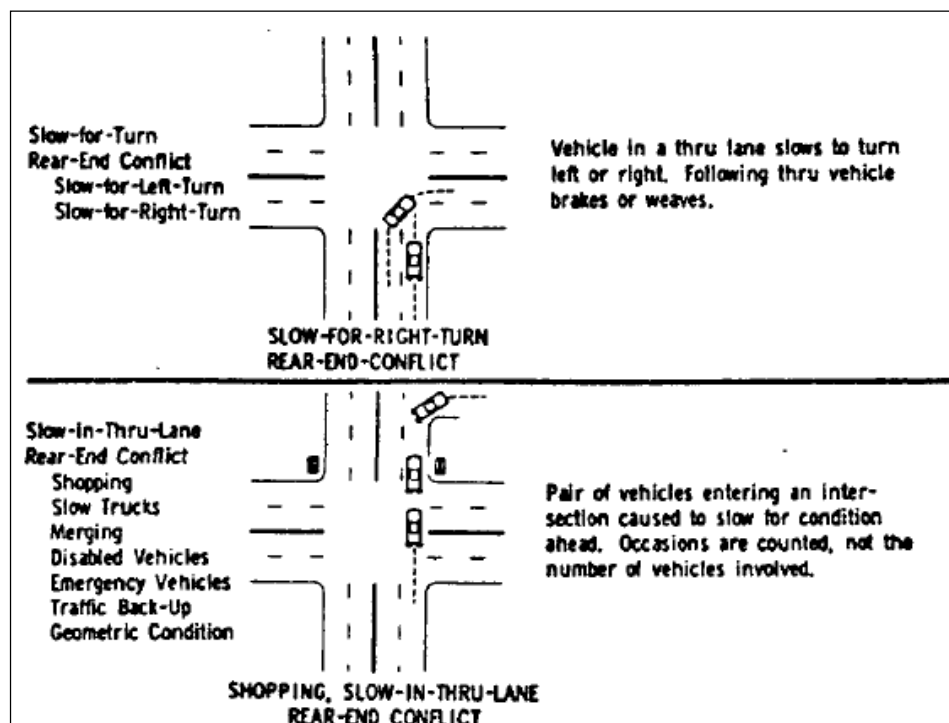 Slow-for-Turn
Rear-End Conflict
Slow-for-Left-Turn
Slow-for-Right-Turn
Vehicle in a thru lane slows to turn
left or right. Following thru vehicle
brakes or weaves.
SLOW-FOR-RIGHT-TURN
REAR-END-CONFLICT
Slow-in-Thru-Lane
Rear-End Conflict
Shopping
Slow Trucks
Merging
Disabled Vehicles
Emergency Vehicles
Traffic Back-Up
Geometric Condition
Pair of vehicles entering an inter-
section caused to slow for condition
ahead. Occasions are counted, not the
number of vehicles involved.
SHOPPING, SLOW-IN-THRU-LANE
REAR-END CONFLICT